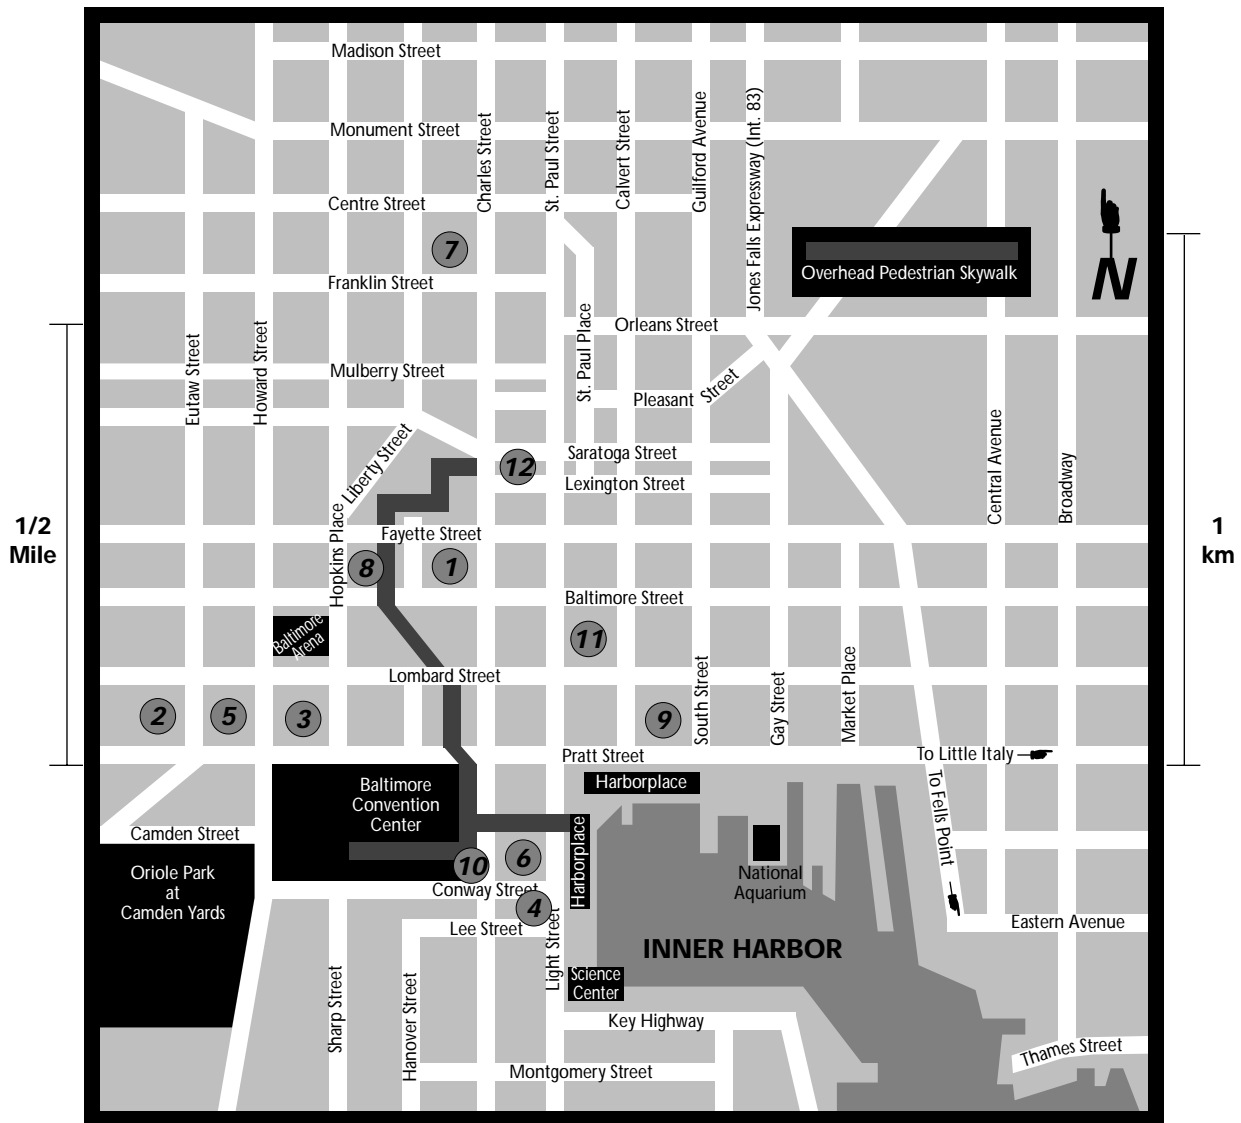 Madison Street
Monument Street
Charles Street
St. Paul Street
Calvert Street
Guilford Avenue
Jones Falls Expressway (Int. 83)
Centre Street
7
Overhead Pedestrian Skywalk
N
Franklin Street
Orleans Street
St. Paul Place
Eutaw Street
Howard Street
Mulberry Street
Pleasant Street
Liberty Street
12
Saratoga Street
Lexington Street
Central Avenue
Broadway
1/2
Mile
1
km
Hopkins Place
Fayette Street
8
1
Baltimore Street
Baltimore
Arena
11
Lombard Street
South Street
Gay Street
Market Place
2
5
3
9
Pratt Street
To Little Italy
To Fells Point
Harborplace
Baltimore
Convention
Center
Camden Street
Harborplace
6
10
Oriole Park
at
Camden Yards
National
Aquarium
Conway Street
4
Lee Street
Light Street
Eastern Avenue
INNER HARBOR
Science
Center
Sharp Street
Hanover Street
Key Highway
Thames Street
Montgomery Street